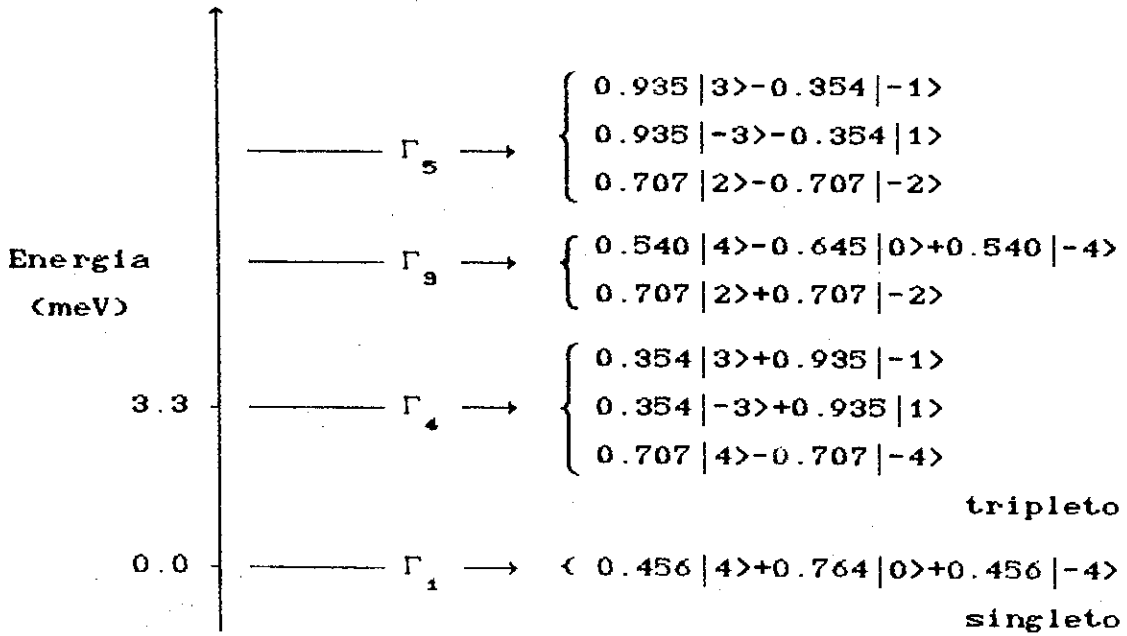 0.935|3>-0.354|-1>
0.935|-3>-0.354|1>
Γ5
0.707|2>-0.707|-2>
Energia
(meV)
0.540|4>-0.645|0>+0.540|-4>
Γ3
0.707|2>+0.707|-2>
0.354|3>+0.935|-1>
3.3
Γ4
0.354|-3>+0.935|1>
0.707|4>-0.707|-4>
tripleto
0.0
Γ1
0.456|4>+0.764|0>+0.456|-4>
singleto